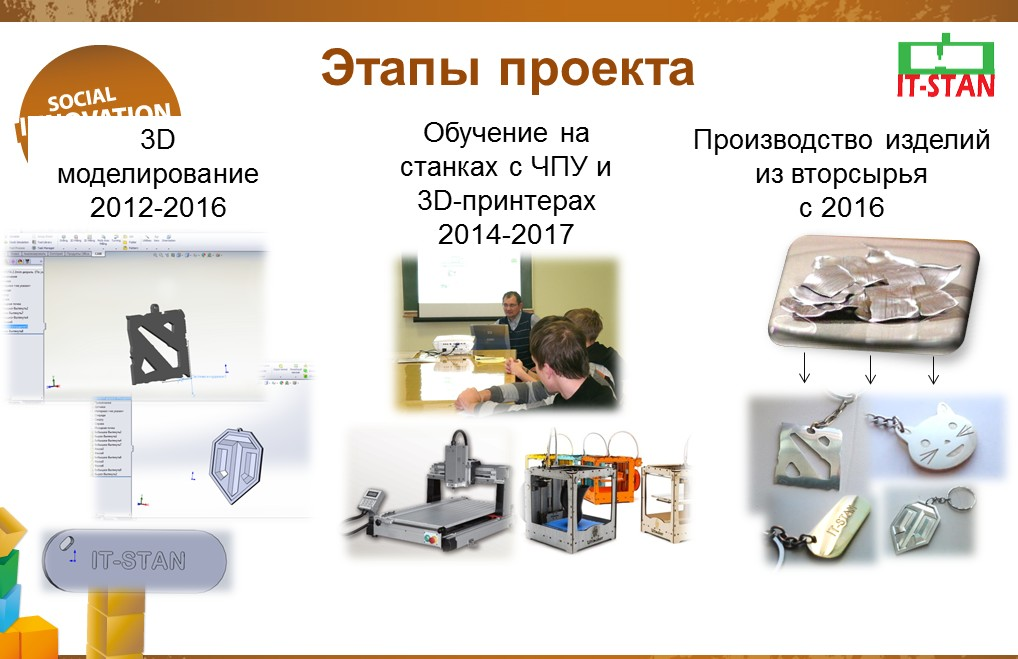 Этапы проекта
SOCIAL
INNOVATION
IT-STAN
3D
моделирование
2012-2016
Обучение на
станках с ЧПУ и
3D-принтерах
2014-2017
Производство изделий
из вторсырья
с 2016
IT-STAN
IT-STAN